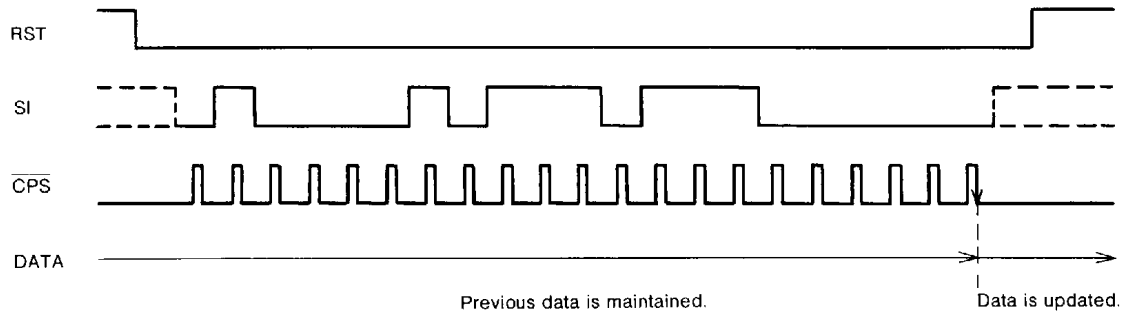 RST
SI
CPS
DATA
Previous data is maintained.
Data is updated.